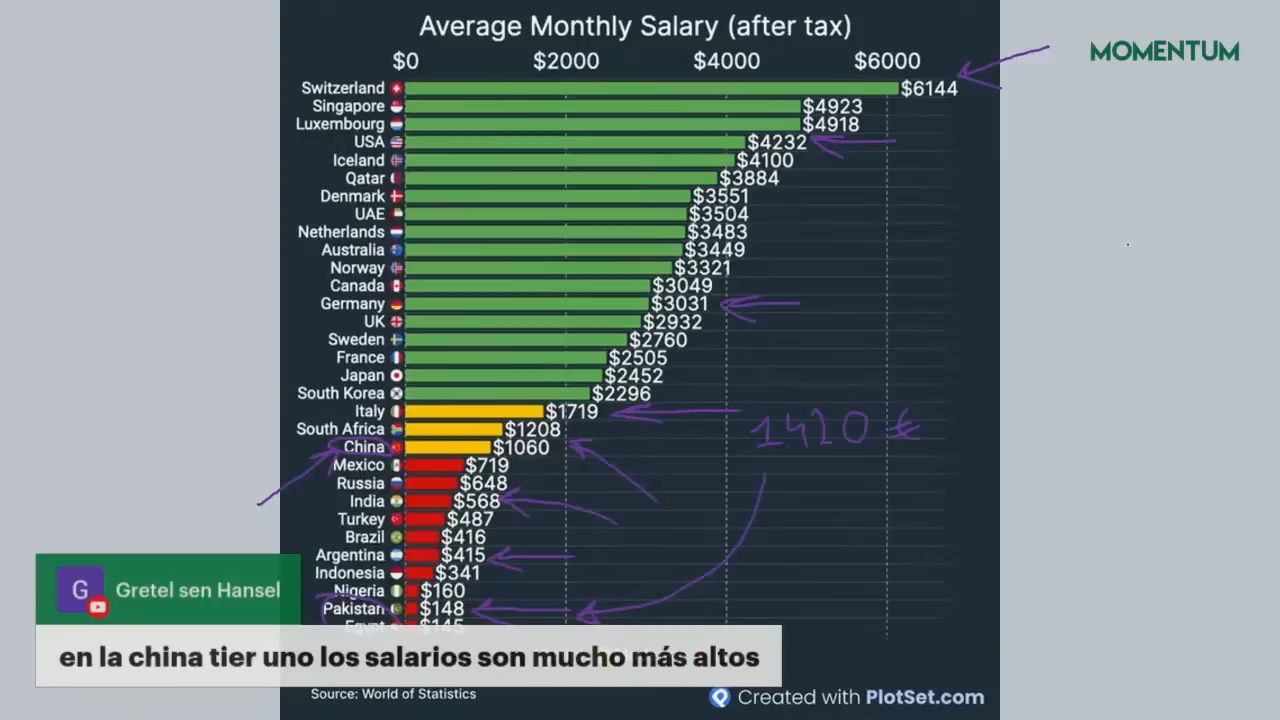 Average Monthly Salary (after tax)
MOMENTUM
$0 $2000 $4000 $6000
Switzerland $6144
Singapore $4923
Luxembourg $4918
USA $4232
Iceland $4100
Qatar $3884
Denmark $3551
UAE $3504
Netherlands $3483
Australia $3449
Norway $3321
Canada $3049
Germany $3031
UK $2932
Sweden $2760
France $2505
Japan $2452
South Korea $2296
Italy $1719
1420 €
South Africa $1208
China $1060
Mexico $719
Russia $648
India $568
Turkey $487
Brazil $416
Argentina $415
Indonesia $341
Nigeria $160
Pakistan $148
Egypt $145
G Gretel sen Hansel
en la china tier uno los salarios son mucho más altos
Source: World of Statistics
Created with PlotSet.com